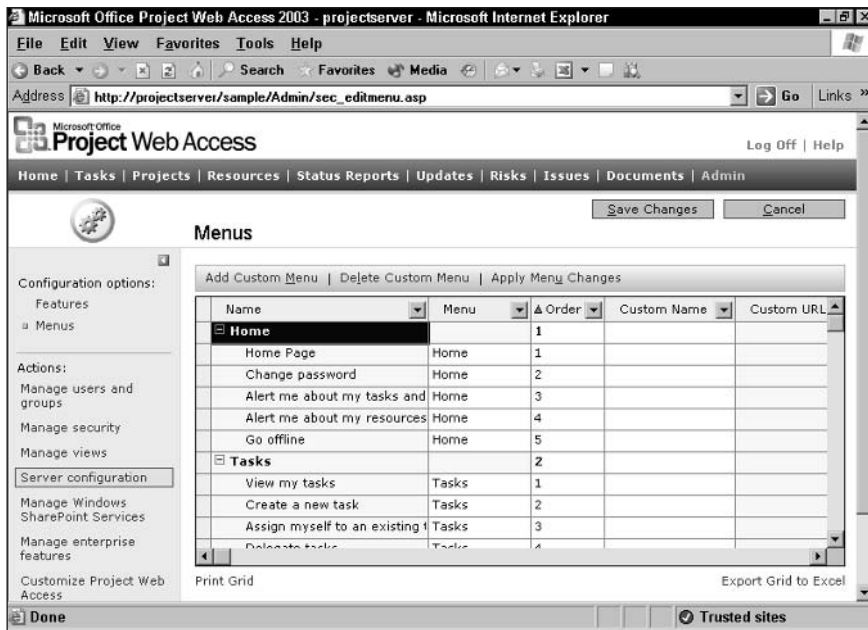 Microsoft Office Project Web Access 2003 - projectserver - Microsoft Internet Explorer
File Edit View Favorites Tools Help
Back Search Favorites Media
Address http://projectserver/sample/Admin/sec_editmenu.asp Go Links »
Microsoft Office
Project Web Access
Log Off | Help
Home | Tasks | Projects | Resources | Status Reports | Updates | Risks | Issues | Documents | Admin
Save Changes Cancel
Menus
Configuration options:
Features
Menus
Actions:
Manage users and
groups
Manage security
Manage views
Server configuration
Manage Windows
SharePoint Services
Manage enterprise
features
Customize Project Web
Access
Add Custom Menu | Delete Custom Menu | Apply Menu Changes
Name Menu Order Custom Name Custom URL
Home 1
Home Page Home 1
Change password Home 2
Alert me about my tasks and Home 3
Alert me about my resources Home 4
Go offline Home 5
Tasks 2
View my tasks Tasks 1
Create a new task Tasks 2
Assign myself to an existing t Tasks 3
Delegate tasks Tasks 4
Print Grid Export Grid to Excel
Done Trusted sites